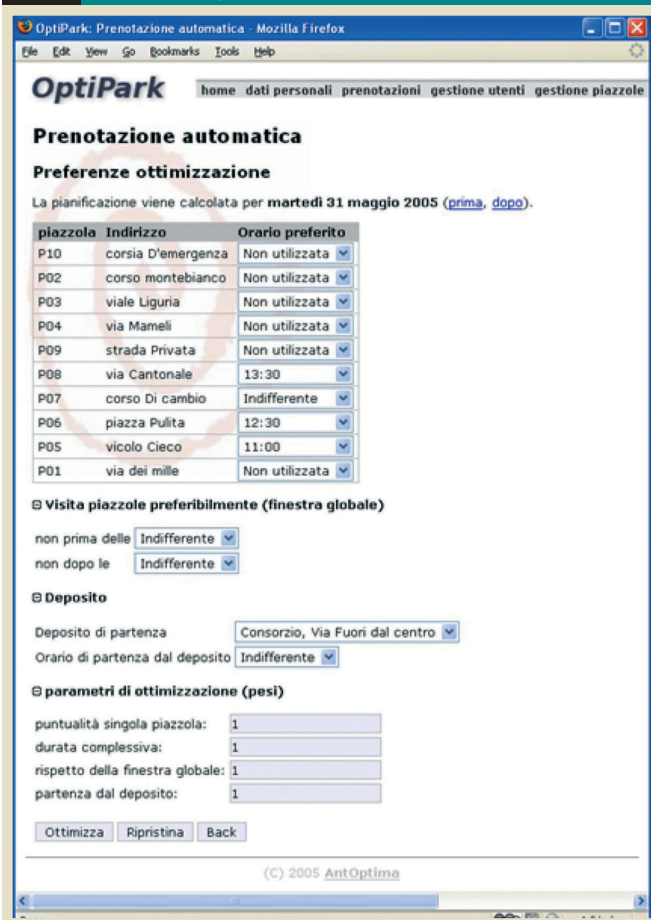 OptiPark: Prenotazione automatica - Mozilla Firefox
File Edit View Go Bookmarks Tools Help
OptiPark home dati personali prenotazioni gestione utenti gestione piazzole
Prenotazione automatica
Preferenze ottimizzazione
La pianificazione viene calcolata per martedì 31 maggio 2005 (prima, dopo).
piazzola Indirizzo Orario preferito
P10 corsia D'emergenza Non utilizzata
P02 corso montebianco Non utilizzata
P03 viale Liguria Non utilizzata
P04 via Mameli Non utilizzata
P09 strada Privata Non utilizzata
P08 via Cantonale 13:30
P07 corso Di cambio Indifferente
P06 piazza Pulita 12:30
P05 vicolo Cieco 11:00
P01 via dei mille Non utilizzata
Visita piazzole preferibilmente (finestra globale)
non prima delle Indifferente
non dopo le Indifferente
Deposito
Deposito di partenza Consorzio, Via Fuori dal centro
Orario di partenza dal deposito Indifferente
parametri di ottimizzazione (pesi)
puntualità singola piazzola: 1
durata complessiva: 1
rispetto della finestra globale: 1
partenza dal deposito: 1
Ottimizza Ripristina Back
(C) 2005 AntOptima